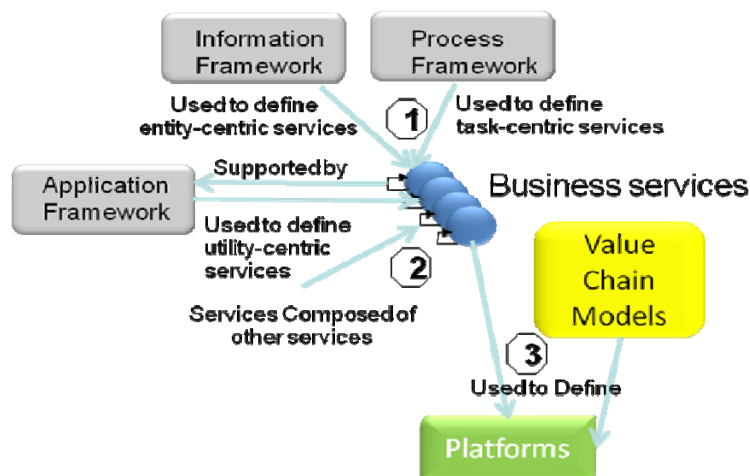 Information
Framework
Process
Framework
Used to define
entity-centric services
1
Used to define
task-centric services
Supported by
Application
Framework
Business services
Used to define
utility-centric
services
2
Value
Chain
Models
Services Composed of
other services
3
Used to Define
Platforms